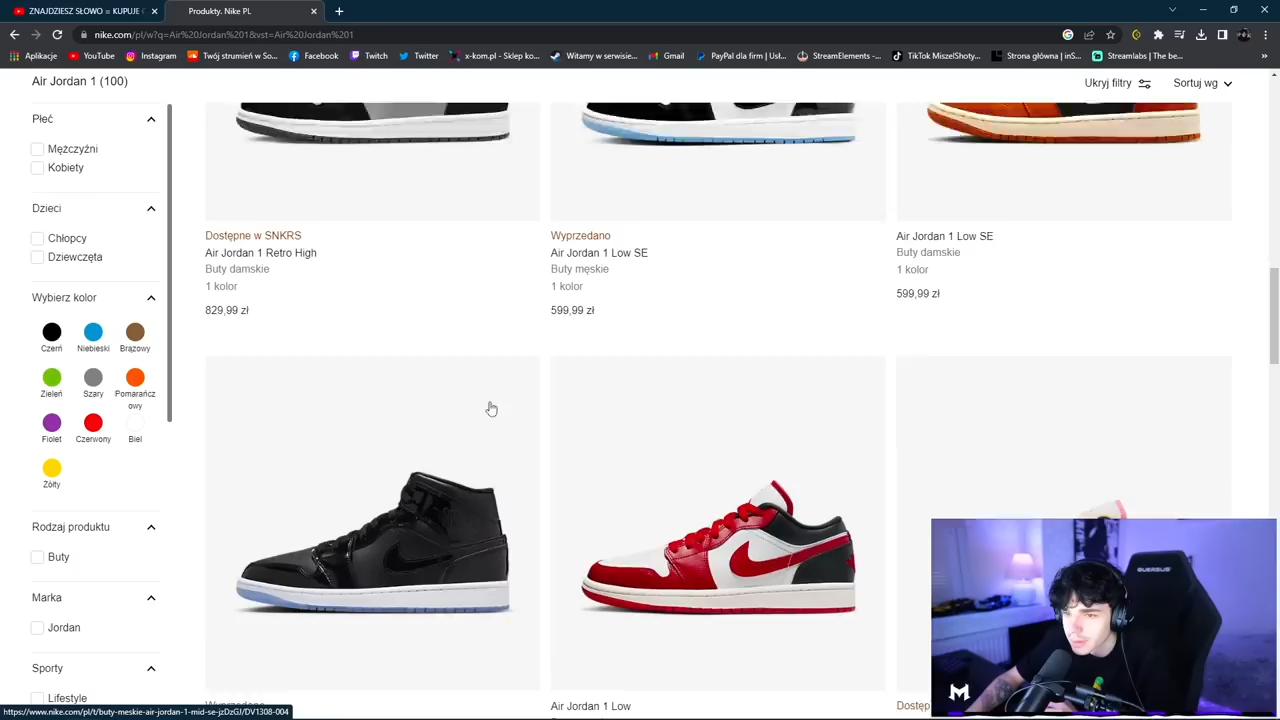 ZNAJDZIESZ SŁOWO = KUPUJE
Produkty. Nike PL
nike.com/pl/w?q=Air%20Jordan%201&vst=Air%20Jordan%201
Aplikacje
YouTube
Instagram
Twój strumień w So...
Facebook
Twitch
Twitter
x-kom.pl - Sklep ko...
Witamy w serwisie...
Gmail
PayPal dla firm | Ust...
StreamElements -...
TikTok MiszelShoty...
Strona główna | inS...
Streamlabs | The be...
Air Jordan 1 (100)
Ukryj filtry
Sortuj wg
Płeć
Mężczyźni
Kobiety
Dzieci
Chłopcy
Dziewczęta
Wybierz kolor
Czerń
Niebieski
Brązowy
Zieleń
Szary
Pomarańcz
owy
Fiolet
Czerwony
Biel
Żółty
Rodzaj produktu
Buty
Marka
Jordan
Sporty
Lifestyle
Dostępne w SNKRS
Air Jordan 1 Retro High
Buty damskie
1 kolor
829,99 zł
Wyprzedano
Air Jordan 1 Low SE
Buty męskie
1 kolor
599,99 zł
Air Jordan 1 Low SE
Buty damskie
1 kolor
599,99 zł
Wyprzedano
Air Jordan 1 Low
Dostęp
QUERSUS
https://www.nike.com/pl/t/buty-meskie-air-jordan-1-mid-se-jzDzGJ/DV1308-004